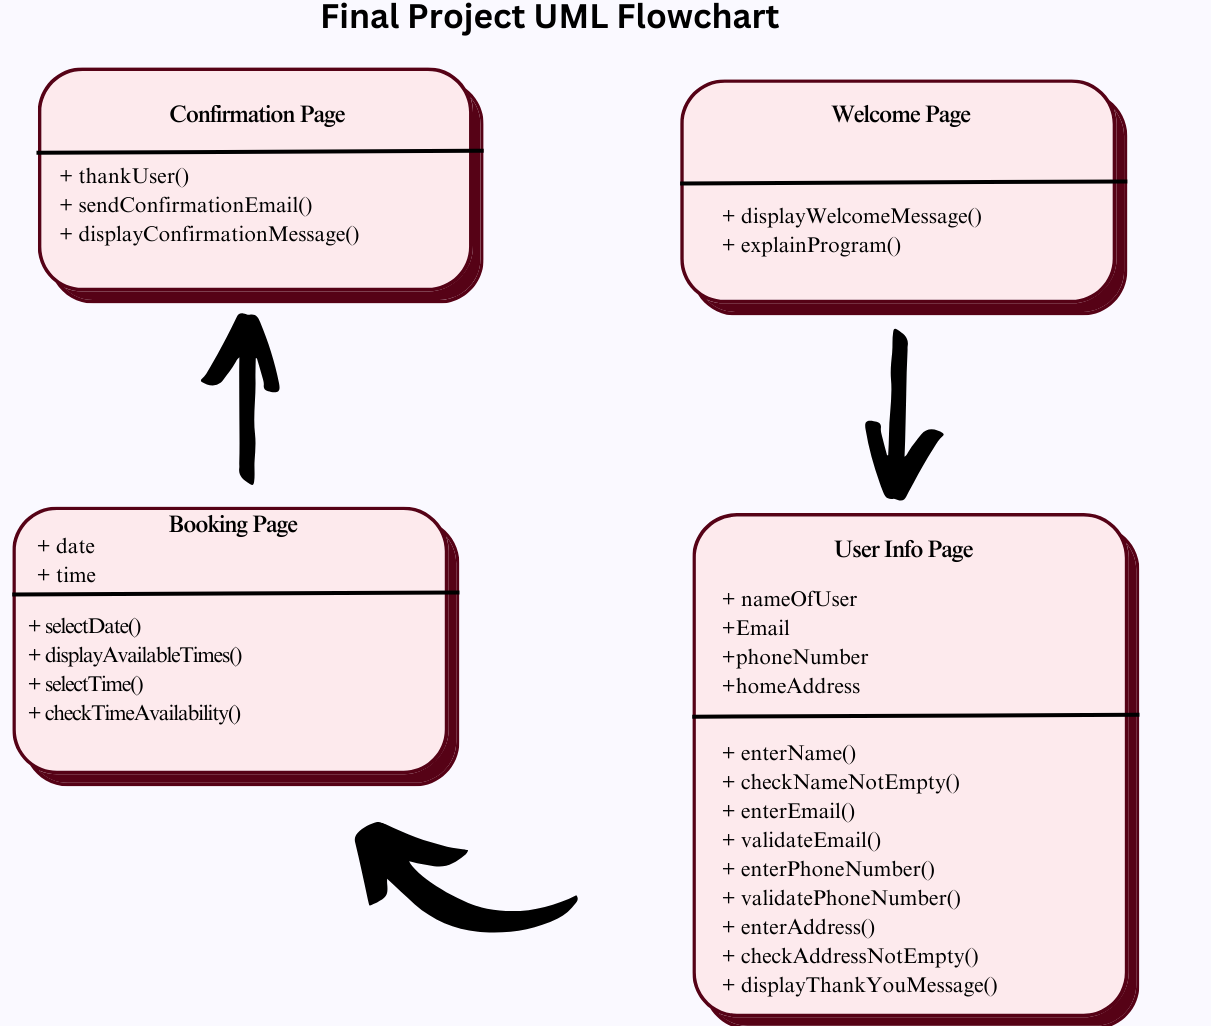 Final Project UML Flowchart
Confirmation Page
+ thankUser()
+ sendConfirmationEmail()
+ displayConfirmationMessage()
Welcome Page
+ displayWelcomeMessage()
+ explainProgram()
Booking Page
+ date
+ time
+ selectDate()
+ displayAvailableTimes()
+ selectTime()
+ checkTimeAvailability()
User Info Page
+ nameOfUser
+Email
+phoneNumber
+homeAddress
+ enterName()
+ checkNameNotEmpty()
+ enterEmail()
+ validateEmail()
+ enterPhoneNumber()
+ validatePhoneNumber()
+ enterAddress()
+ checkAddressNotEmpty()
+ displayThankYouMessage()